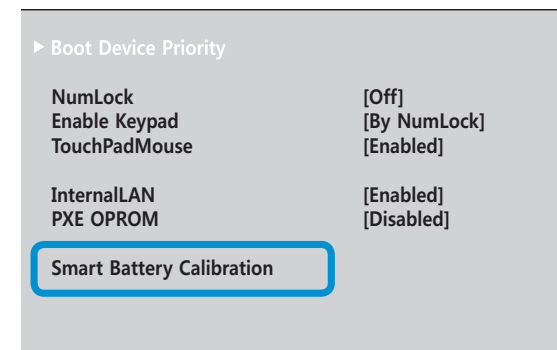 ▶ Boot Device Priority
NumLock [Off]
Enable Keypad [By NumLock]
TouchPadMouse [Enabled]
InternalLAN [Enabled]
PXE OPROM [Disabled]
Smart Battery Calibration